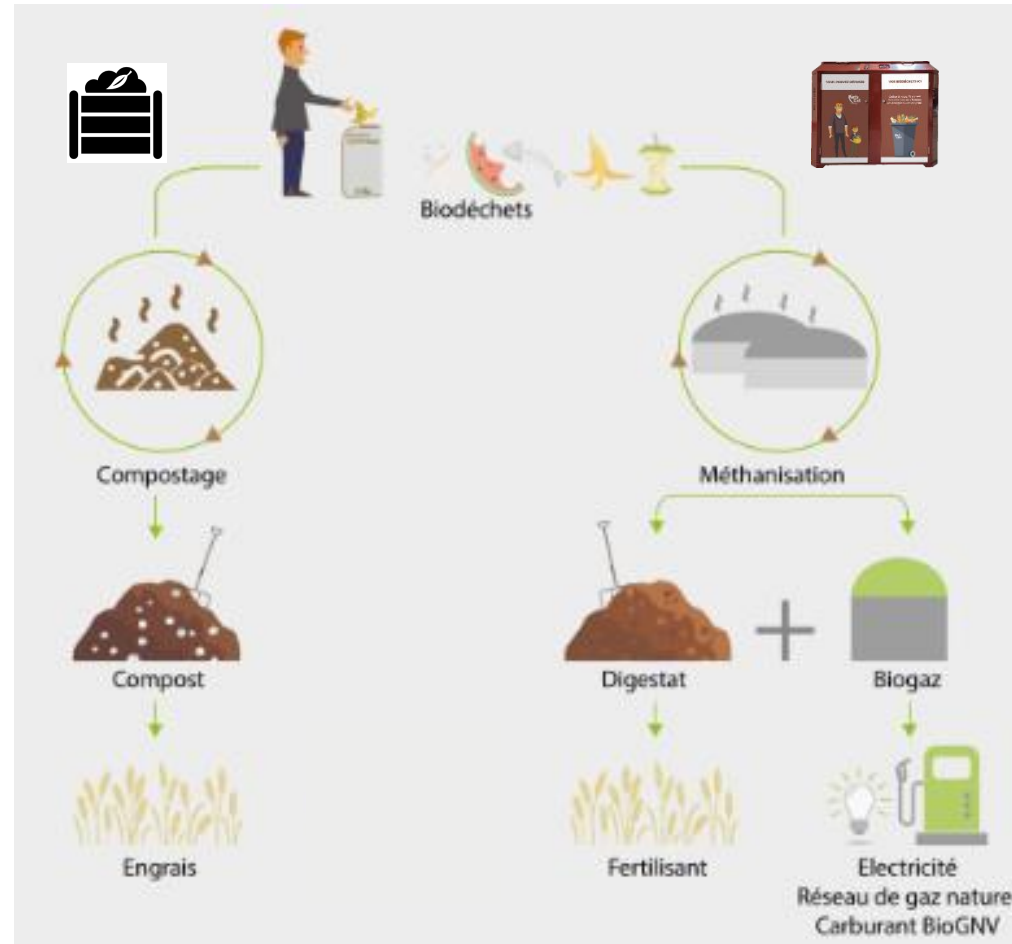 Biodéchets
Compostage
Méthanisation
Compost
Digestat
Biogaz
Engrais
Fertilisant
Electricité
Réseau de gaz nature
Carburant BioGNV